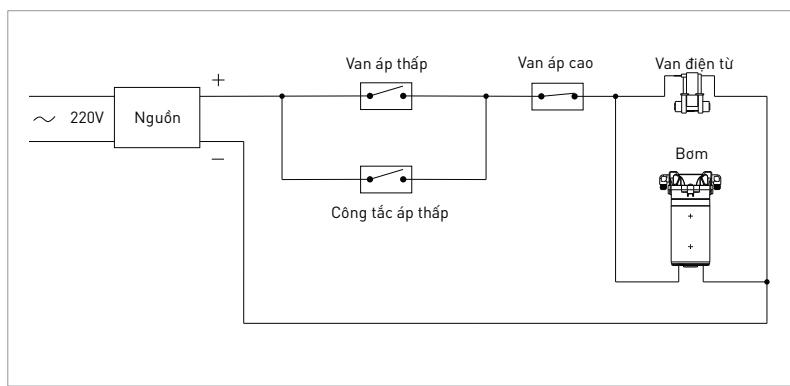 Van áp thấp
Van áp cao
Van điện từ
+
~ 220V
Nguồn
−
Bơm
Công tắc áp thấp